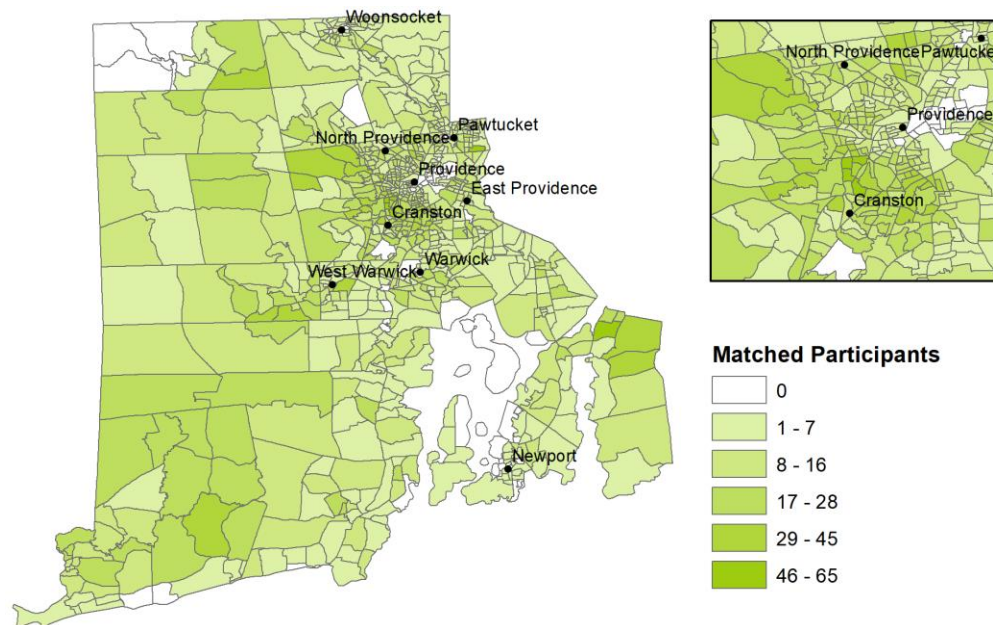 Woonsocket
North Providence
Pawtucket
Providence
East Providence
Cranston
West Warwick
Warwick
Newport
North Providence
Pawtucke
Providence
Cranston
Matched Participants
0
1 - 7
8 - 16
17 - 28
29 - 45
46 - 65